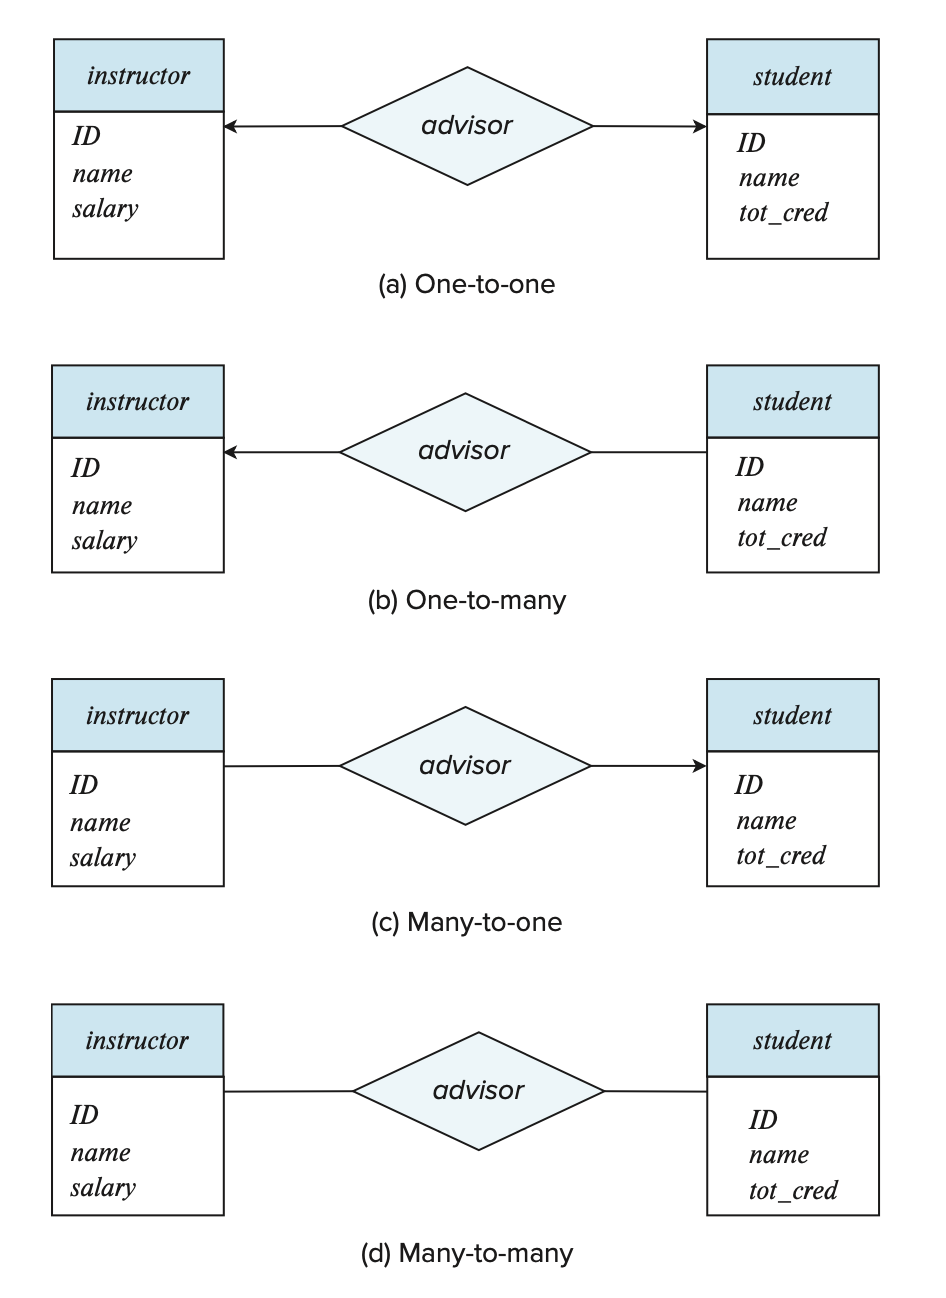 instructor
student
advisor
ID
name
salary
ID
name
tot_cred
(a) One-to-one
instructor
student
advisor
ID
name
salary
ID
name
tot_cred
(b) One-to-many
instructor
student
advisor
ID
name
salary
ID
name
tot_cred
(c) Many-to-one
instructor
student
advisor
ID
name
salary
ID
name
tot_cred
(d) Many-to-many